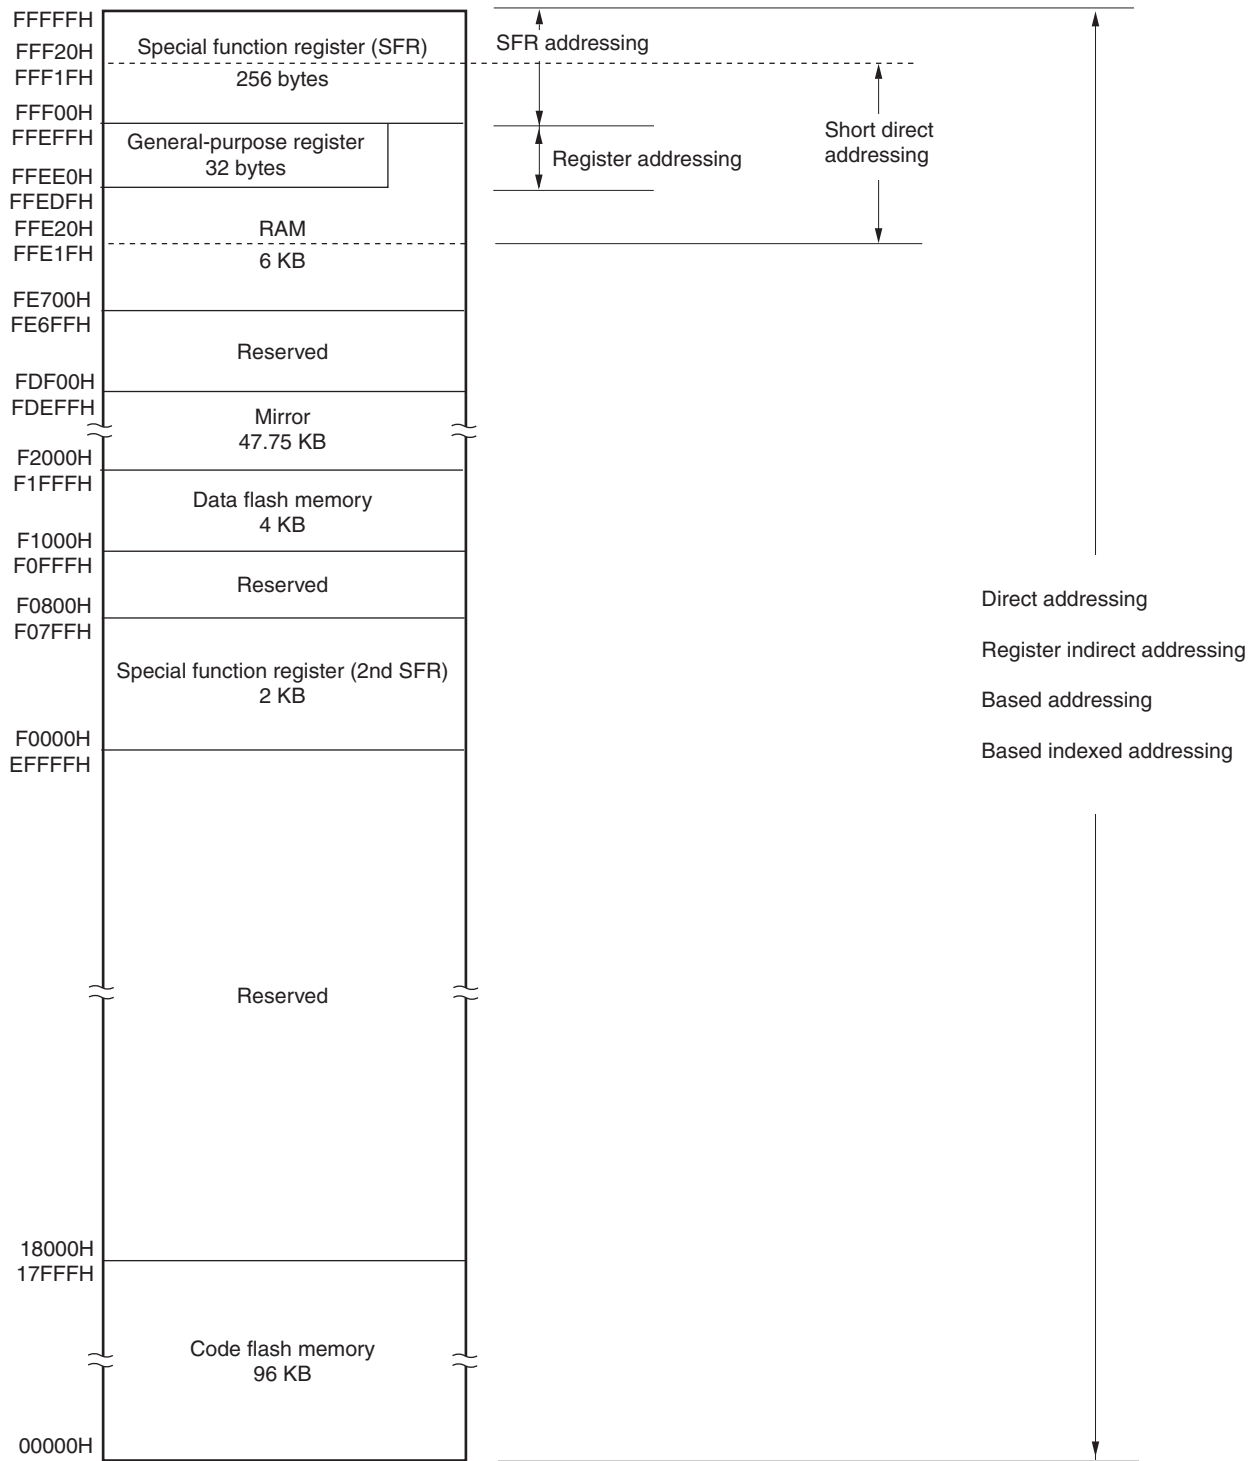 FFFFFH
FFF20H
FFF1FH
FFF00H
FFEFFH
FFEE0H
FFEDFH
FFE20H
FFE1FH
FE700H
FE6FFH
FDF00H
FDEFFH
F2000H
F1FFFH
F1000H
F0FFFH
F0800H
F07FFH
F0000H
EFFFFH
18000H
17FFFH
00000H
Special function register (SFR)
256 bytes
General-purpose register
32 bytes
RAM
6 KB
Reserved
Mirror
47.75 KB
Data flash memory
4 KB
Reserved
Special function register (2nd SFR)
2 KB
Reserved
Code flash memory
96 KB
SFR addressing
Register addressing
Short direct
addressing
Direct addressing
Register indirect addressing
Based addressing
Based indexed addressing